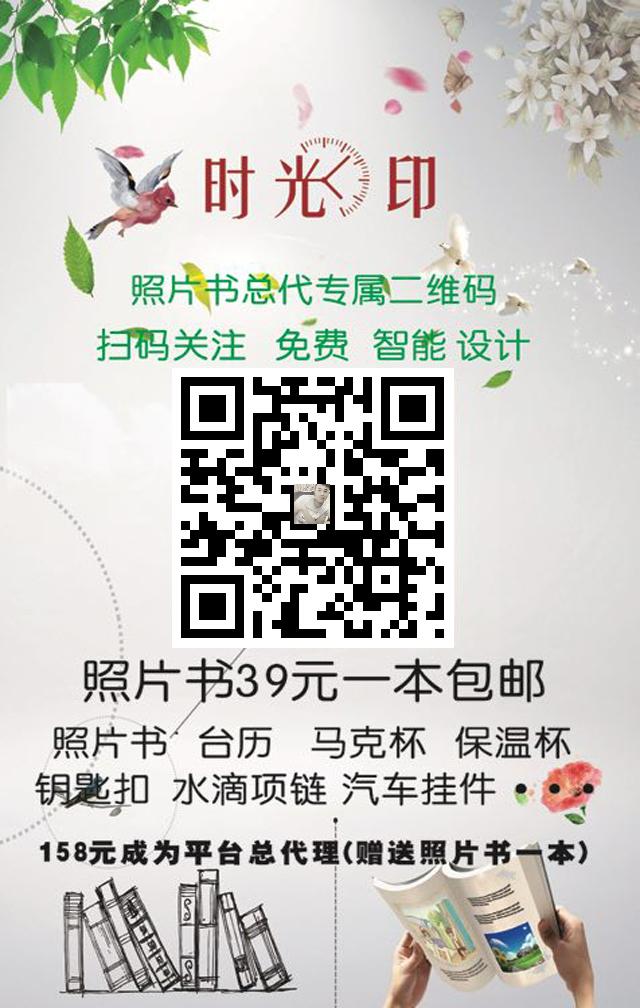 时光印
照片书总代专属二维码
扫码关注 免费 智能 设计
照片书39元一本包邮
照片书 台历 马克杯 保温杯
钥匙扣 水滴项链 汽车挂件
158元成为平台总代理(赠送照片书一本)